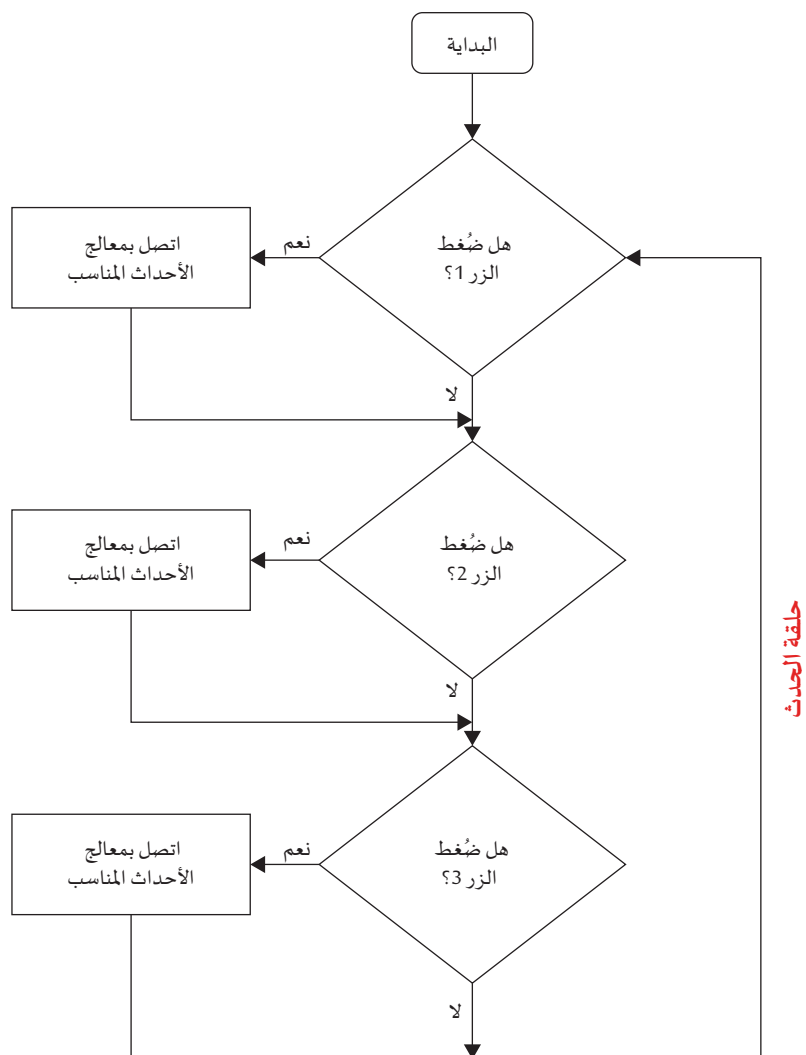 البداية
هل ضُغط
الزر 1؟
نعم
اتصل بمعالج
الأحداث المناسب
لا
هل ضُغط
الزر 2؟
نعم
اتصل بمعالج
الأحداث المناسب
لا
هل ضُغط
الزر 3؟
نعم
اتصل بمعالج
الأحداث المناسب
لا
حلقة الحدث